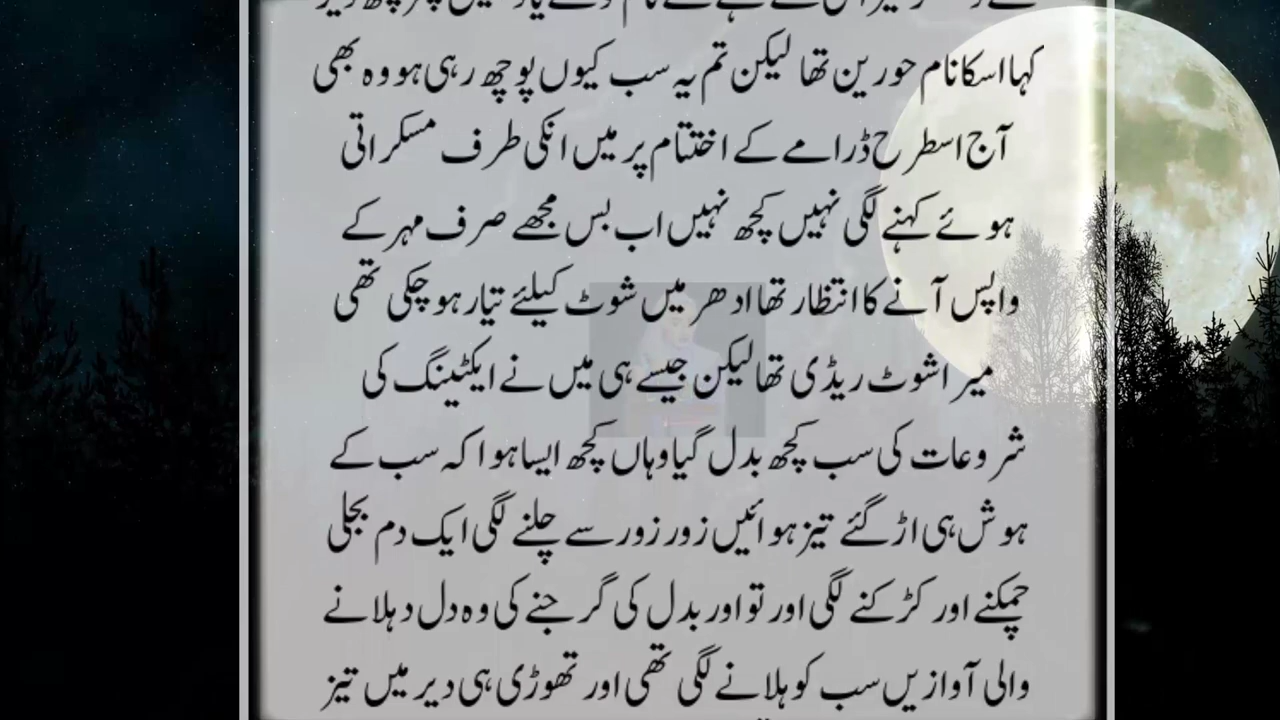 کہا اسکا نام حورین تھا لیکن تم یہ سب کیوں پوچھ رہی ہو وہ بھی
آج اسطرح ڈرامے کے اختتام پر میں انکی طرف مسکراتی
ہوئے کہنے لگی نہیں کچھ نہیں اب بس مجھے صرف مہر کے
واپس آنے کا انتظار تھا ادھر میں شوٹ کیلئے تیار ہو چکی تھی
میرا شوٹ ریڈی تھا لیکن جیسے ہی میں نے ایکٹینگ کی
شروعات کی سب کچھ بدل گیا وہاں کچھ ایسا ہوا کہ سب کے
ہوش ہی اڑ گئے تیز ہوائیں زور زور سے چلنے لگی ایک دم بجلی
چمکنے اور کڑکنے لگی اور تو اور بدل کی گرجنے کی وہ دل دہلانے
والی آوازیں سب کو ہلانے لگی تھی اور تھوڑی ہی دیر میں تیز